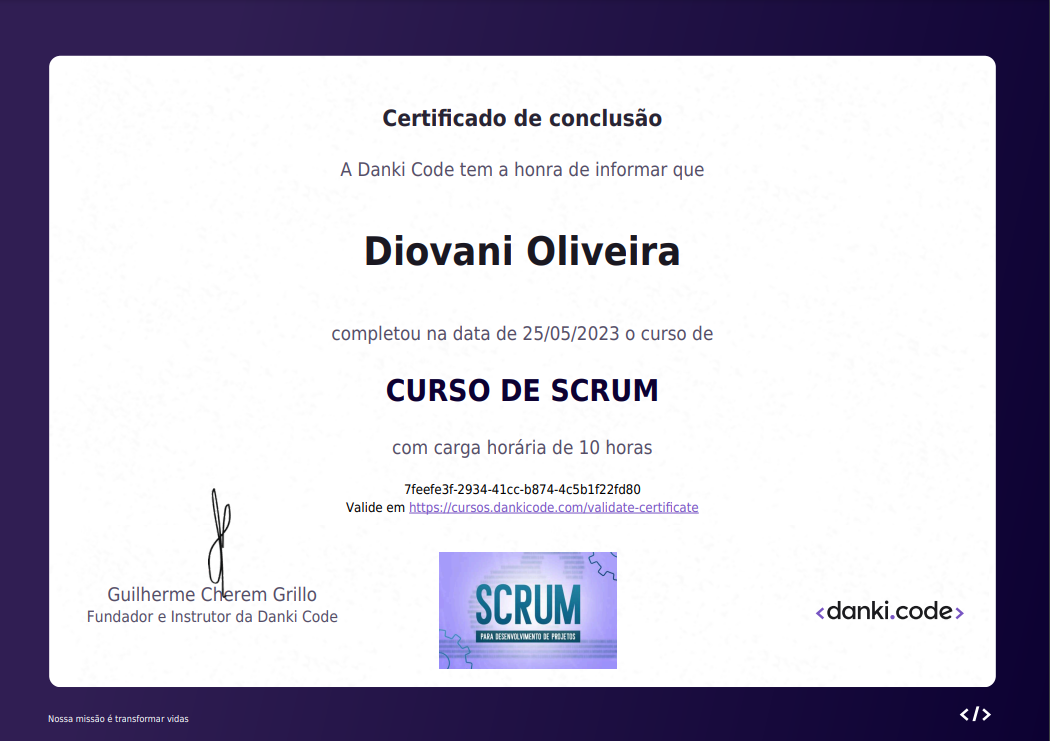 Certificado de conclusão
A Danki Code tem a honra de informar que
Diovani Oliveira
completou na data de 25/05/2023 o curso de
CURSO DE SCRUM
com carga horária de 10 horas
7feefe3f-2934-41cc-b874-4c5b1f22fd80
Valide em https://cursos.dankicode.com/validate-certificate
Guilherme Cherem Grillo
Fundador e Instrutor da Danki Code
SCRUM
PARA DESENVOLVIMENTO DE PROJETOS
<danki.code>
Nossa missão é transformar vidas
</>